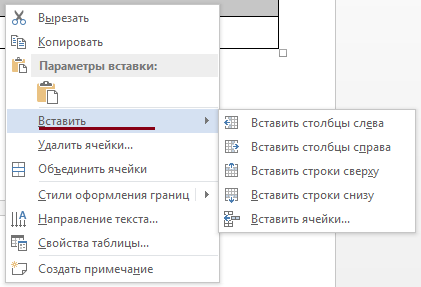 Вырезать
Копировать
Параметры вставки:
Вставить
Удалить ячейки...
Объединить ячейки
Стили оформления границ
Направление текста...
Свойства таблицы...
Создать примечание
Вставить столбцы слева
Вставить столбцы справа
Вставить строки сверху
Вставить строки снизу
Вставить ячейки...